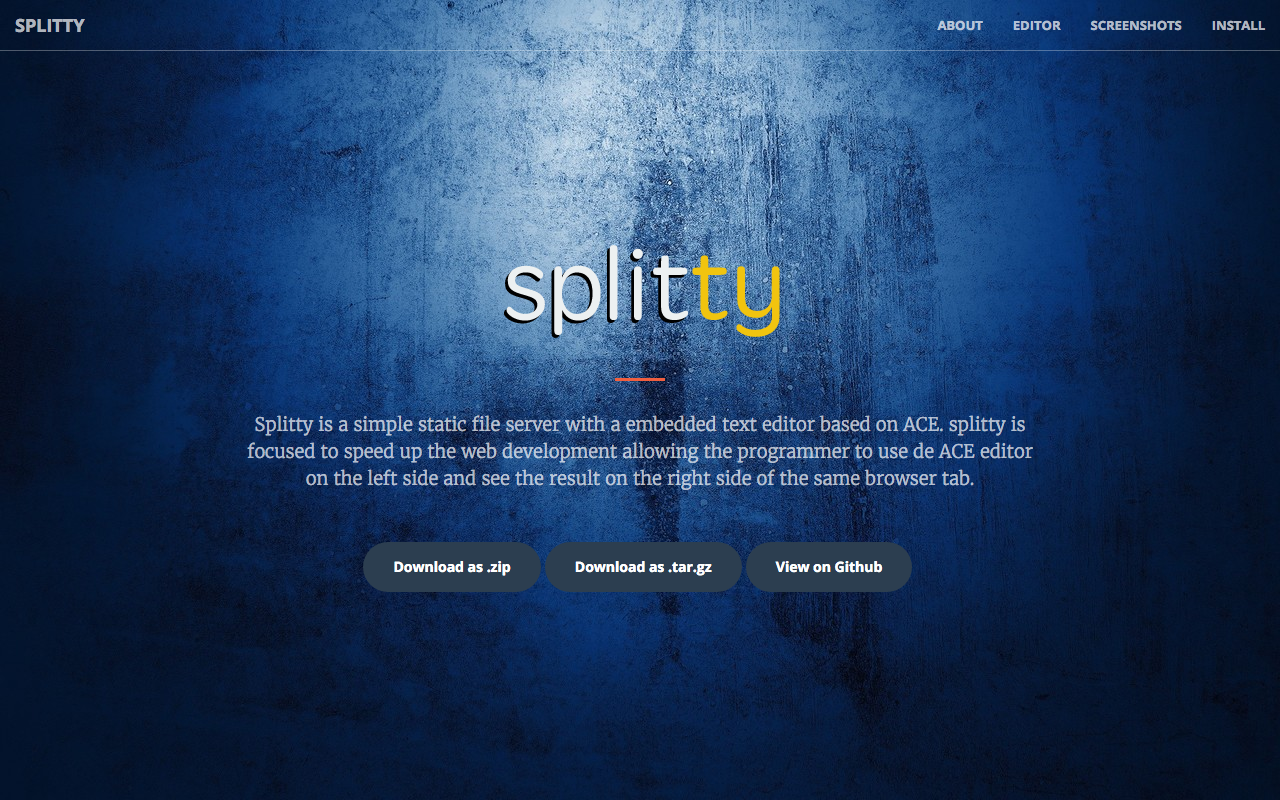 SPLITTY
ABOUT EDITOR SCREENSHOTS INSTALL
splitty
Splitty is a simple static file server with a embedded text editor based on ACE. splitty is
focused to speed up the web development allowing the programmer to use de ACE editor
on the left side and see the result on the right side of the same browser tab.
Download as .zip Download as .tar.gz View on Github